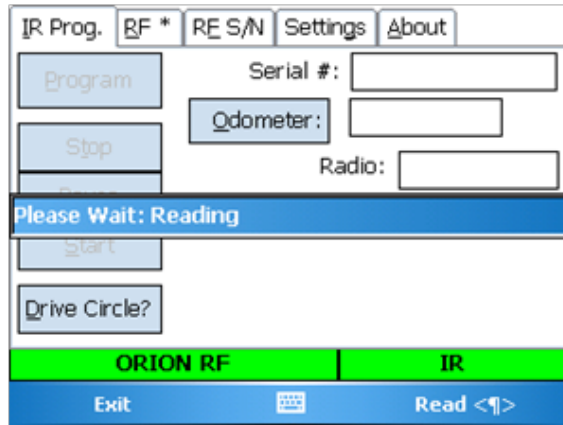 IR Prog. RF * RF S/N Settings About
Program Serial #:
Odometer:
Stop
Radio:
Please Wait: Reading
Start
Drive Circle?
ORION RF IR
Exit Read <¶>